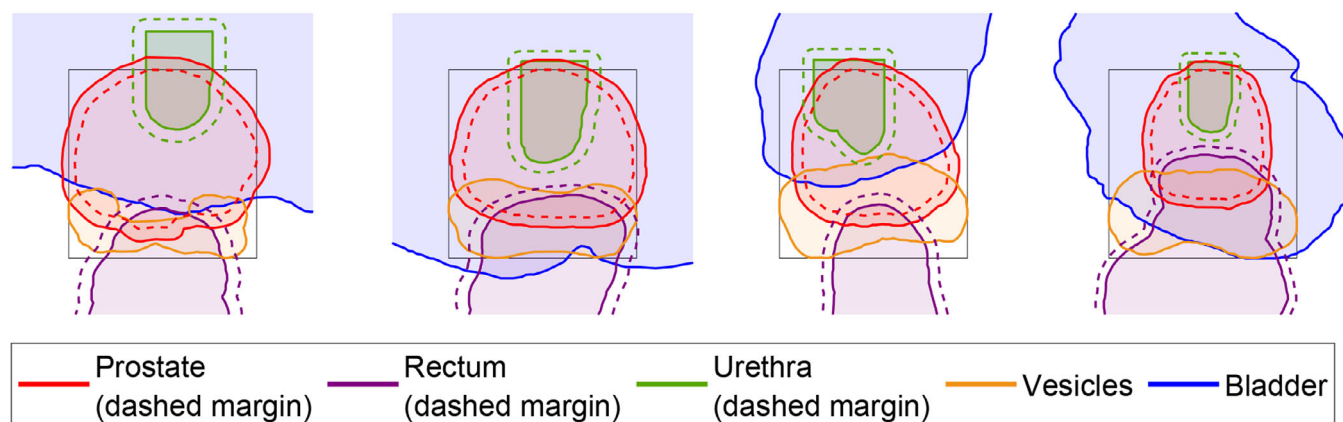 Prostate
(dashed margin)
Rectum
(dashed margin)
Urethra
(dashed margin)
Vesicles
Bladder